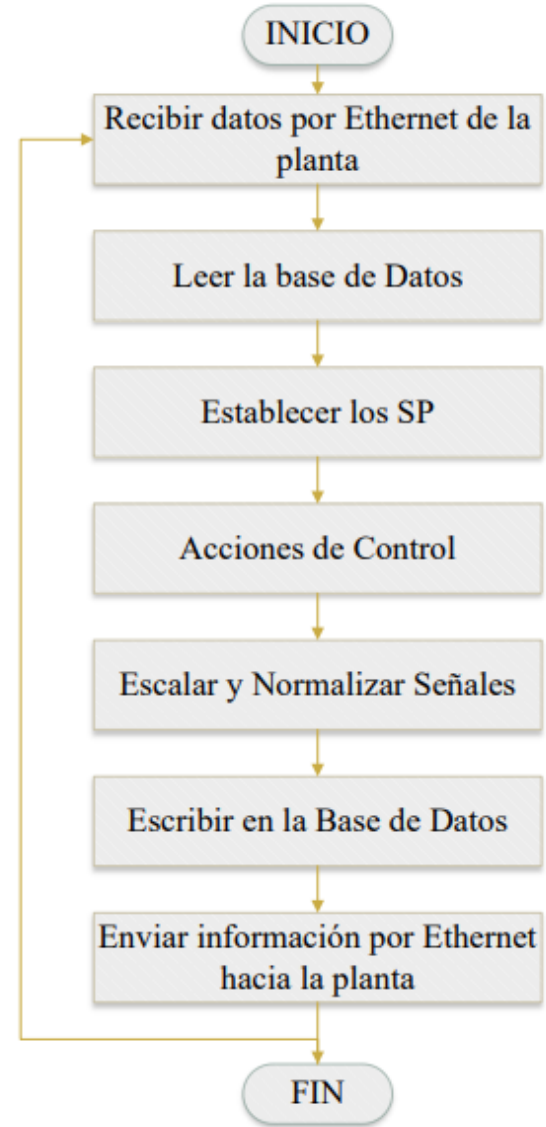 INICIO
Recibir datos por Ethernet de la
planta
Leer la base de Datos
Establecer los SP
Acciones de Control
Escalar y Normalizar Señales
Escribir en la Base de Datos
Enviar información por Ethernet
hacia la planta
FIN